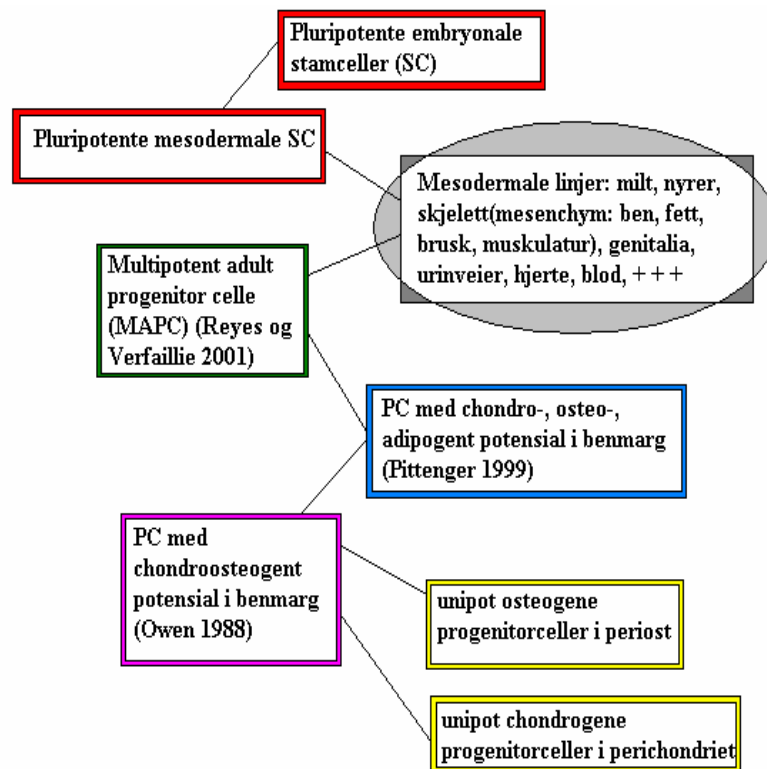 Pluripotente embryonale
stamceller (SC)
Pluripotente mesodermale SC
Mesodermale linjer: milt, nyrer,
skjelett(mesenchym: ben, fett,
brusk, muskulatur), genitalia,
urinveier, hjerte, blod, +++
Multipotent adult
progenitor celle
(MAPC) (Reyes og
Verfaillie 2001)
PC med chondro-, osteo-,
adipogent potensial i benmarg
(Pittenger 1999)
PC med
chondroosteogent
potensial i benmarg
(Owen 1988)
unipot osteogene
progenitorceller i periost
unipot chondrogene
progenitorceller i perichondriet